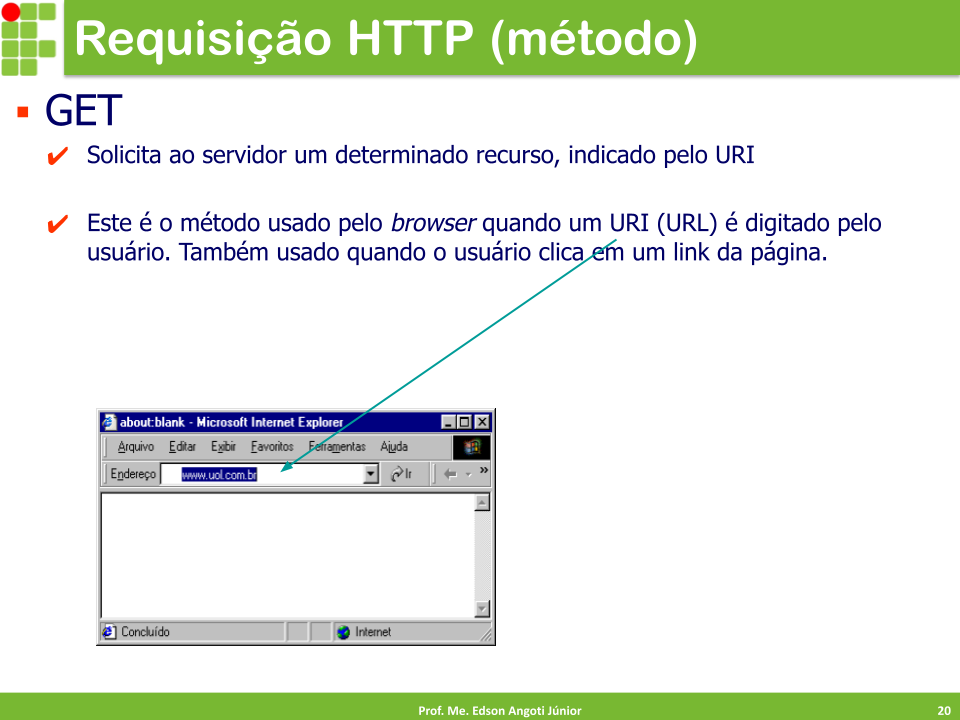 Requisição HTTP (método)
▪ GET
✔ Solicita ao servidor um determinado recurso, indicado pelo URI
✔ Este é o método usado pelo browser quando um URI (URL) é digitado pelo
usuário. Também usado quando o usuário clica em um link da página.
about:blank - Microsoft Internet Explorer
Arquivo Editar Exibir Favoritos Ferramentas Ajuda
Endereço www.uol.com.br Ir »
Concluído Internet
Prof. Me. Edson Angoti Júnior 20